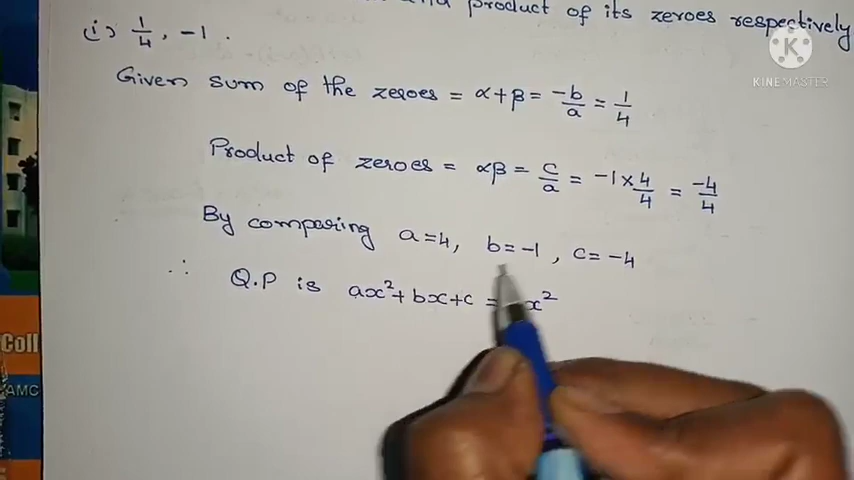 product of its zeroes respectively
(i) 1/4, -1.
KINEMASTER
Given sum of the zeroes = α+β = -b/a = 1/4
Product of zeroes = αβ = c/a = -1 × 4/4 = -4/4
By comparing a=4, b=-1, c=-4
∴ Q.P is ax²+bx+c = x²
Coll
AMC